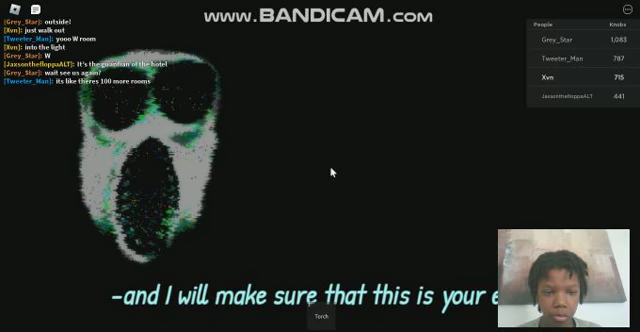 www.BANDICAM.com
[Grey_Star]: outside!
[Xvn]: just walk out
[Tweeter_Man]: yooo W room
[Xvn]: into the light
[Grey_Star]: W
[JaxsonthefloppaALT]: It's the guardian of the hotel
[Grey_Star]: wait see us again?
[Tweeter_Man]: its like theres 100 more rooms
People Knobs
Grey_Star 1,083
Tweeter_Man 787
Xvn 715
JaxsonthefloppaALT 441
-and I will make sure that this is your
Torch